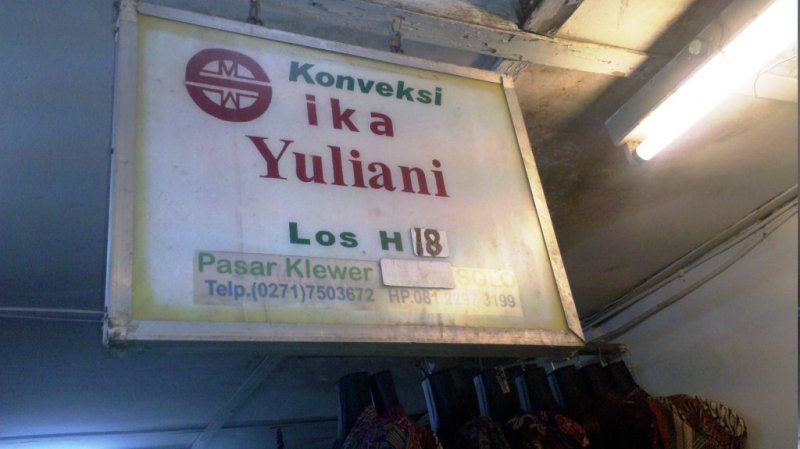 M
W
Konveksi
ika
Yuliani
Los H 18
Pasar Klewer SOLO
Telp.(0271)7503672 HP.081 2297 3199